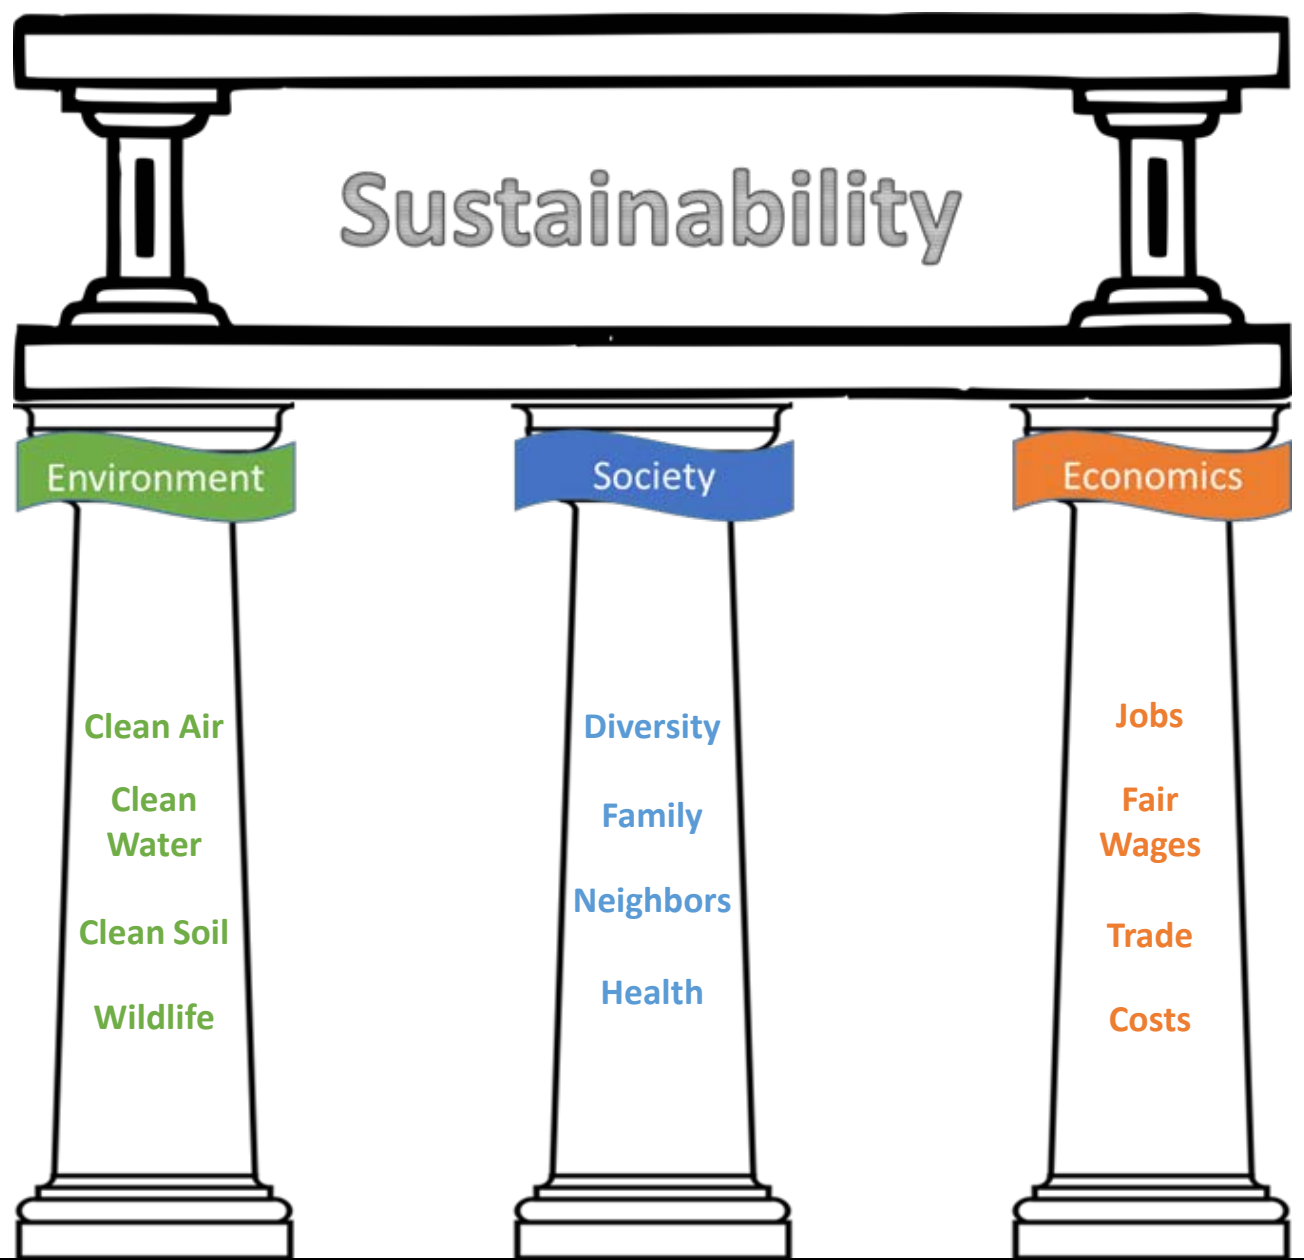 Sustainability
Environment
Clean Air
Clean
Water
Clean Soil
Wildlife
Society
Diversity
Family
Neighbors
Health
Economics
Jobs
Fair
Wages
Trade
Costs